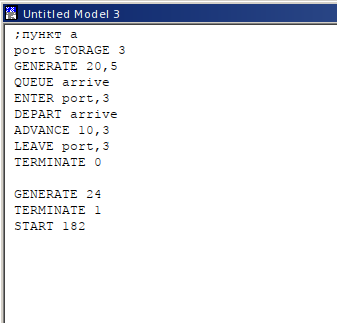 Untitled Model 3
;пункт а
port STORAGE 3
GENERATE 20,5
QUEUE arrive
ENTER port,3
DEPART arrive
ADVANCE 10,3
LEAVE port,3
TERMINATE 0
GENERATE 24
TERMINATE 1
START 182